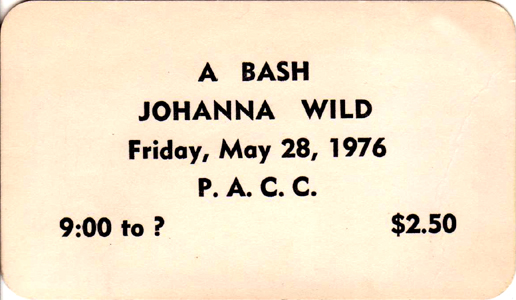 A BASH
JOHANNA WILD
Friday, May 28, 1976
P. A. C. C.
9:00 to ? $2.50